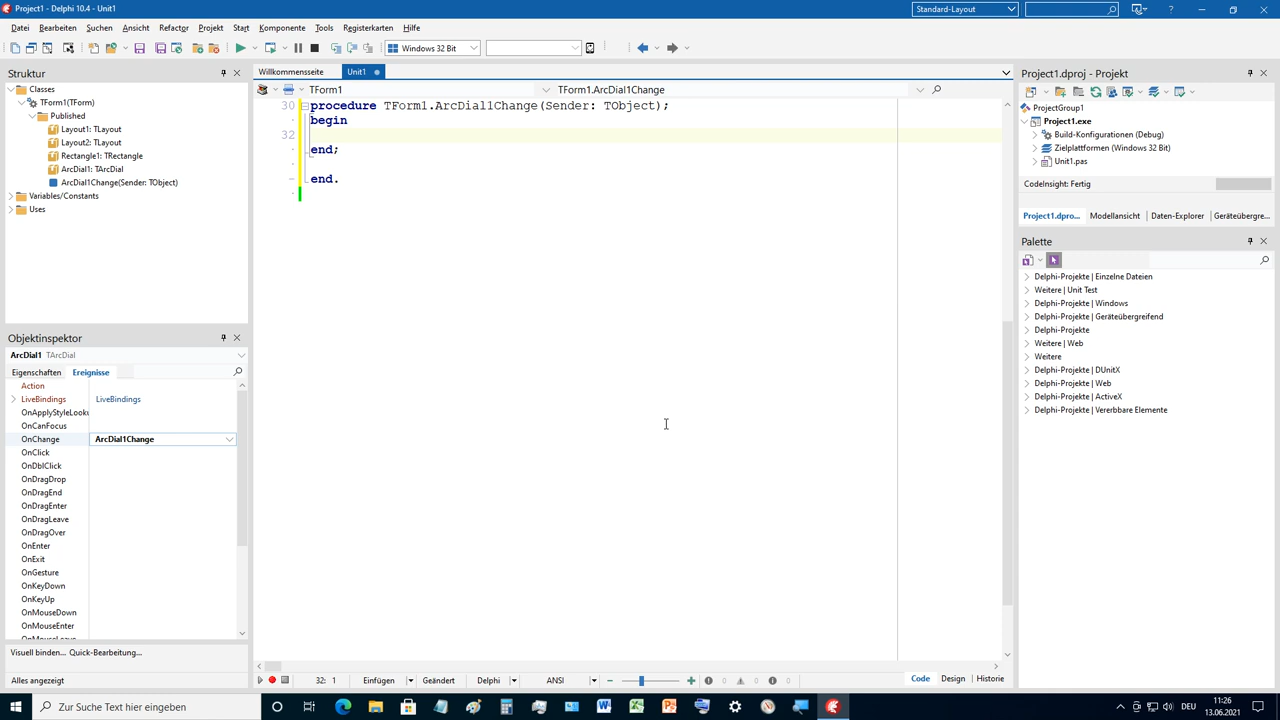 Project1 - Delphi 10.4 - Unit1
Standard-Layout
Datei Bearbeiten Suchen Ansicht Refactor Projekt Start Komponente Tools Registerkarten Hilfe
Windows 32 Bit
Struktur
Classes
TForm1(TForm)
Published
Layout1: TLayout
Layout2: TLayout
Rectangle1: TRectangle
ArcDial1: TArcDial
ArcDial1Change(Sender: TObject)
Variables/Constants
Uses
Objektinspektor
ArcDial1 TArcDial
Eigenschaften Ereignisse
Action
LiveBindings LiveBindings
OnApplyStyleLooku
OnCanFocus
OnChange ArcDial1Change
OnClick
OnDblClick
OnDragDrop
OnDragEnd
OnDragEnter
OnDragLeave
OnDragOver
OnEnter
OnExit
OnGesture
OnKeyDown
OnKeyUp
OnMouseDown
OnMouseEnter
OnMouseLeave
Visuell binden... Quick-Bearbeitung...
Alles angezeigt
Willkommensseite Unit1
TForm1 TForm1.ArcDial1Change
30 procedure TForm1.ArcDial1Change(Sender: TObject);
begin
32
end;
end.
32: 1 Einfügen Geändert Delphi ANSI 0 0 0 Code Design Historie
Project1.dproj - Projekt
ProjectGroup1
Project1.exe
Build-Konfigurationen (Debug)
Zielplattformen (Windows 32 Bit)
Unit1.pas
CodeInsight: Fertig
Project1.dpro... Modellansicht Daten-Explorer Geräteübergre...
Palette
Delphi-Projekte | Einzelne Dateien
Weitere | Unit Test
Delphi-Projekte | Windows
Delphi-Projekte | Geräteübergreifend
Delphi-Projekte
Weitere | Web
Weitere
Delphi-Projekte | DUnitX
Delphi-Projekte | Web
Delphi-Projekte | ActiveX
Delphi-Projekte | Vererbbare Elemente
Zur Suche Text hier eingeben
DEU
11:26
13.06.2021